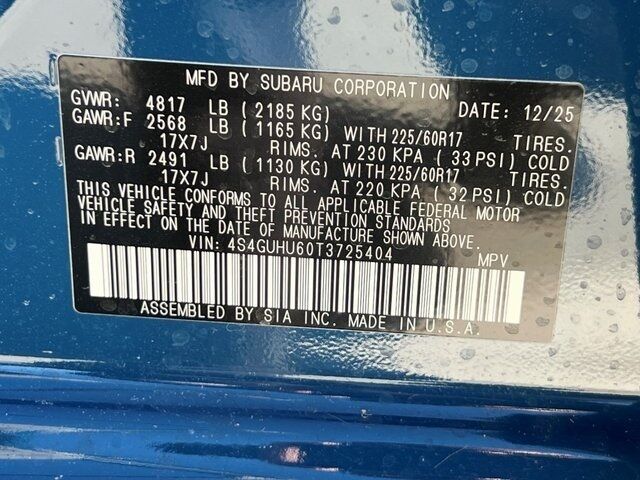 MFD BY SUBARU CORPORATION
GVWR: 4817 LB (2185 KG) DATE: 12/25
GAWR:F 2568 LB (1165 KG) WITH 225/60R17 TIRES.
17X7J RIMS. AT 230 KPA (33 PSI) COLD
GAWR:R 2491 LB (1130 KG) WITH 225/60R17 TIRES.
17X7J RIMS. AT 220 KPA (32 PSI) COLD
THIS VEHICLE CONFORMS TO ALL APPLICABLE FEDERAL MOTOR
VEHICLE SAFETY AND THEFT PREVENTION STANDARDS
IN EFFECT ON THE DATE OF MANUFACTURE SHOWN ABOVE.
VIN: 4S4GUHU60T3725404 MPV
ASSEMBLED BY SIA INC. MADE IN U.S.A.